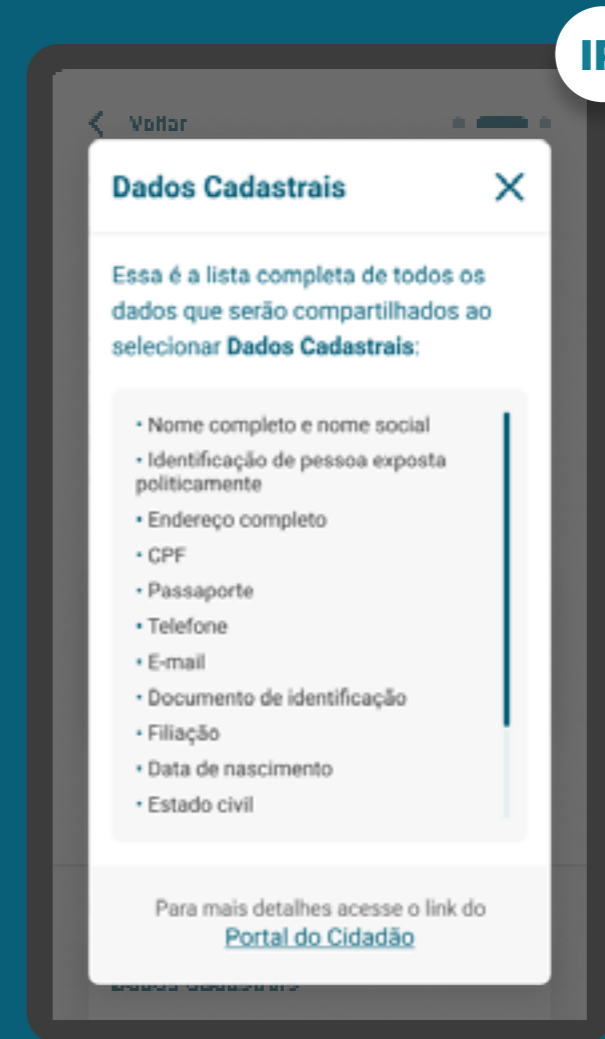 Voltar
Dados Cadastrais
Essa é a lista completa de todos os
dados que serão compartilhados ao
selecionar Dados Cadastrais:
• Nome completo e nome social
• Identificação de pessoa exposta
politicamente
• Endereço completo
• CPF
• Passaporte
• Telefone
• E-mail
• Documento de identificação
• Filiação
• Data de nascimento
• Estado civil
Para mais detalhes acesse o link do
Portal do Cidadão